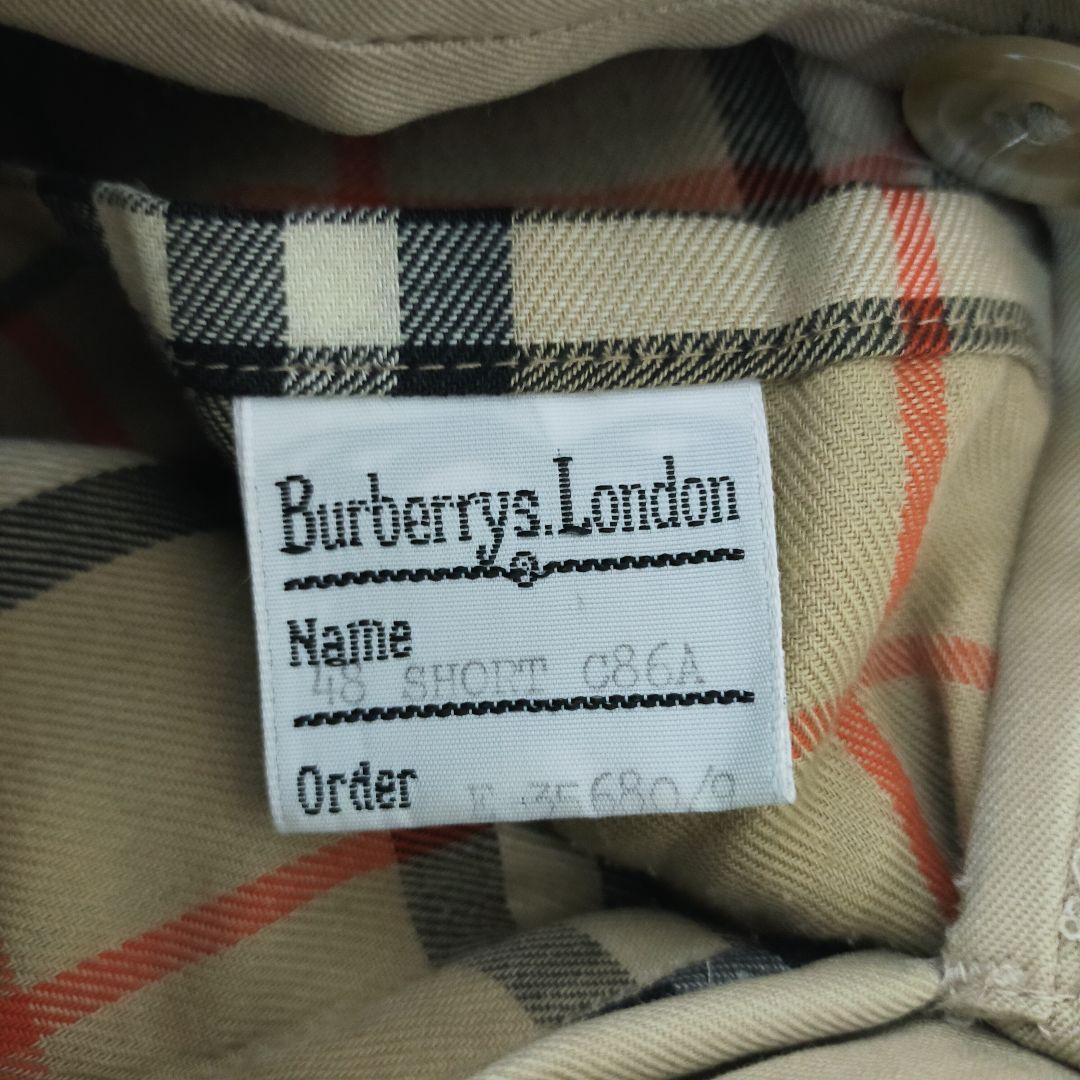 Burberrys.London
Name
48 SHORT C86A
Order